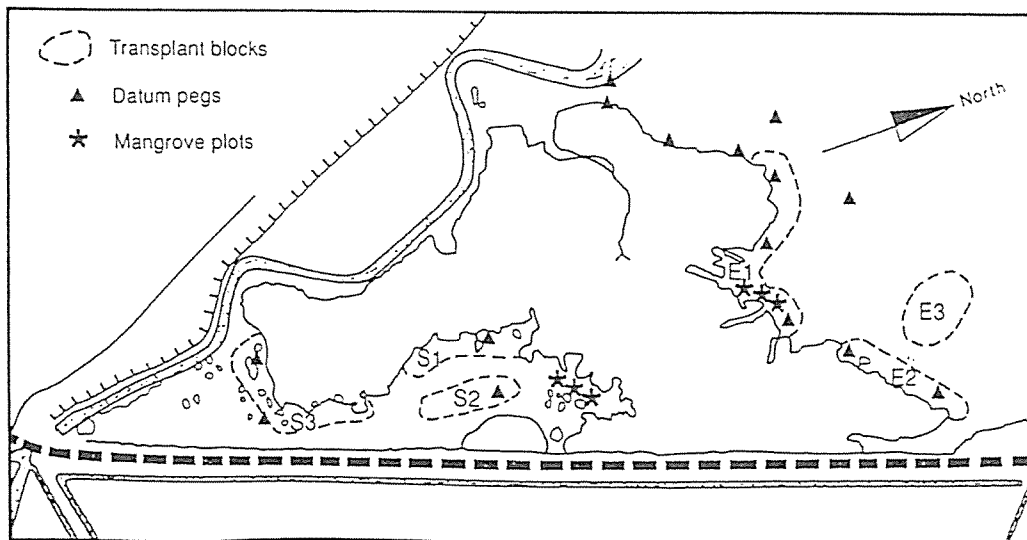 Transplant blocks
Datum pegs
Mangrove plots
North
E1
E3
S1
E2
S2
S3